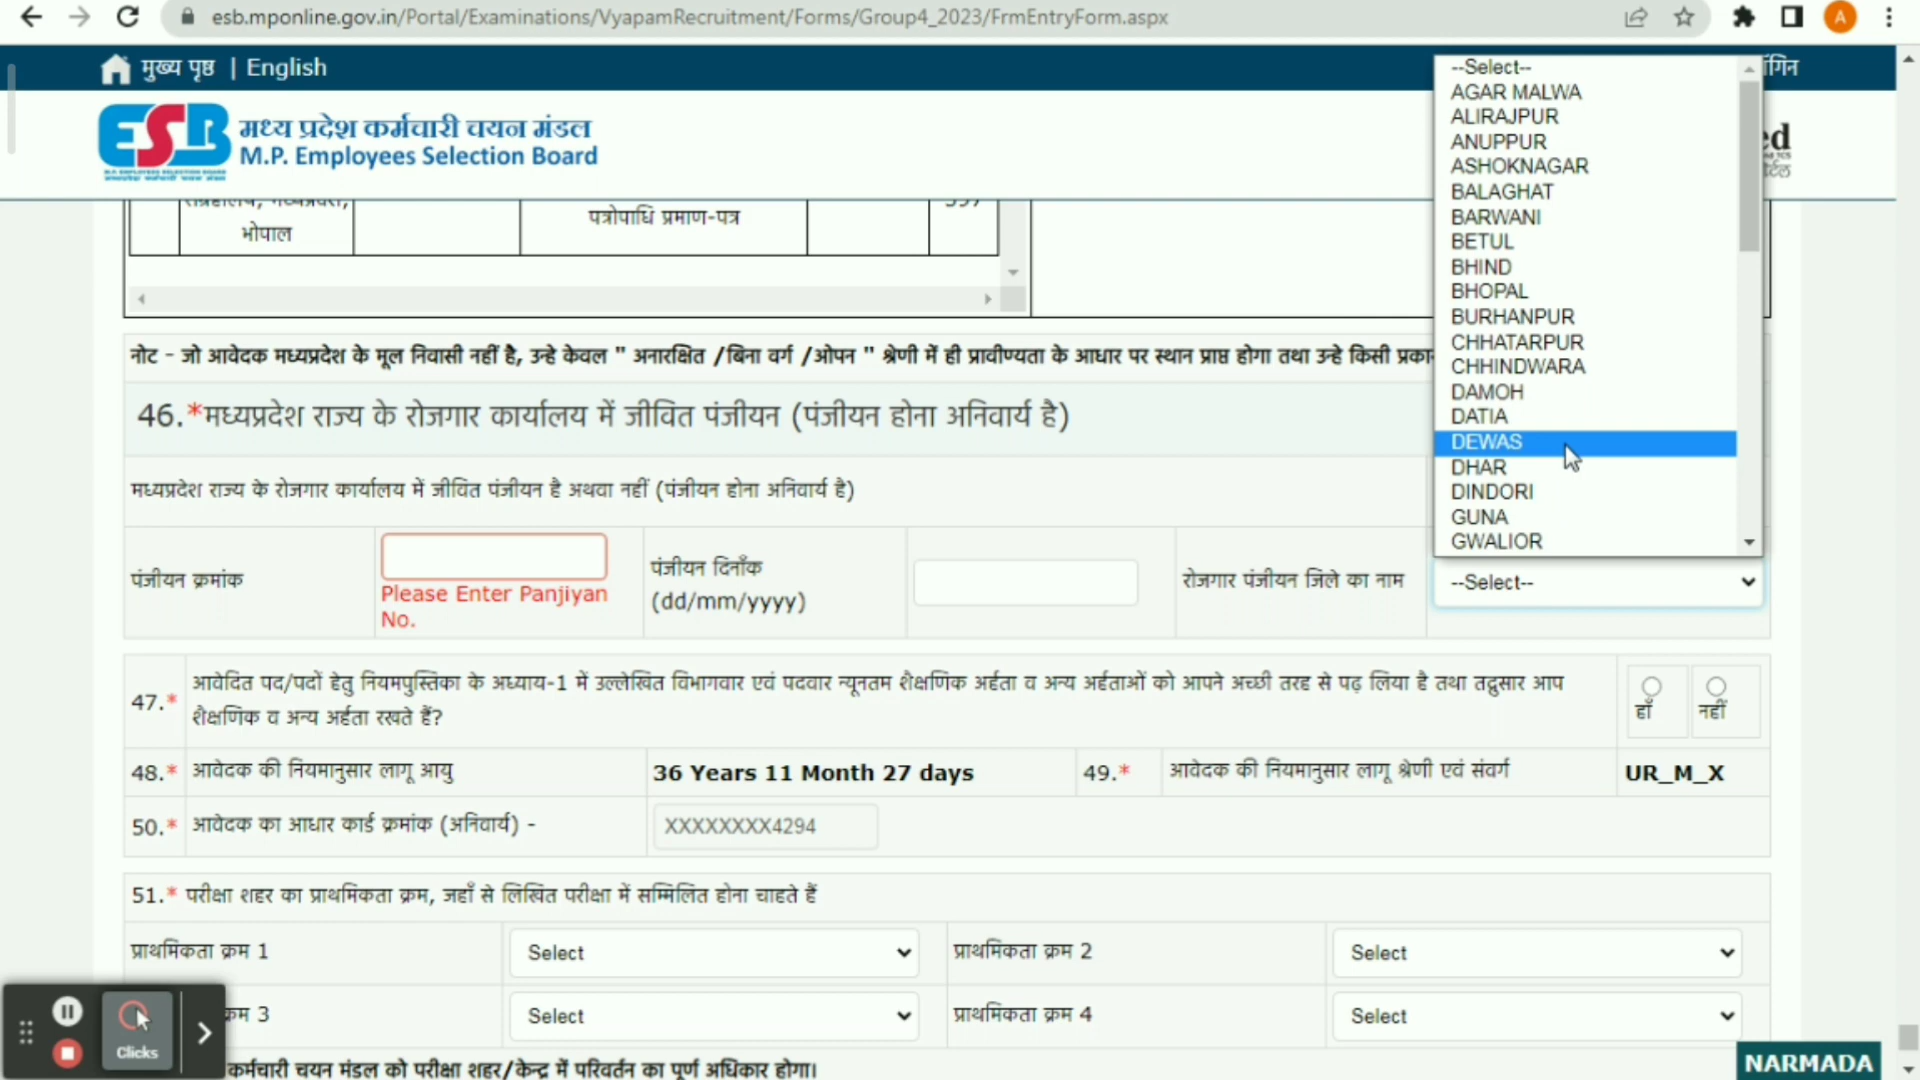 esb.mponline.gov.in/Portal/Examinations/VyapamRecruitment/Forms/Group4_2023/FrmEntryForm.aspx
A
मुख्य पृष्ठ | English
ESB
मध्य प्रदेश कर्मचारी चयन मंडल
M.P. Employees Selection Board
पत्रोपाधि प्रमाण-पत्र
भोपाल
नोट - जो आवेदक मध्यप्रदेश के मूल निवासी नहीं है, उन्हे केवल " अनारक्षित /बिना वर्ग /ओपन " श्रेणी में ही प्रावीण्यता के आधार पर स्थान प्राप्त होगा तथा उन्हे किसी
46.*मध्यप्रदेश राज्य के रोजगार कार्यालय में जीवित पंजीयन (पंजीयन होना अनिवार्य है)
मध्यप्रदेश राज्य के रोजगार कार्यालय में जीवित पंजीयन है अथवा नहीं (पंजीयन होना अनिवार्य है)
--Select--
AGAR MALWA
ALIRAJPUR
ANUPPUR
ASHOKNAGAR
BALAGHAT
BARWANI
BETUL
BHIND
BHOPAL
BURHANPUR
CHHATARPUR
CHHINDWARA
DAMOH
DATIA
DEWAS
DHAR
DINDORI
GUNA
GWALIOR
पंजीयन क्रमांक
Please Enter Panjiyan
No.
पंजीयन दिनाँक
(dd/mm/yyyy)
रोजगार पंजीयन जिले का नाम
--Select--
47.* आवेदित पद/पदों हेतु नियमपुस्तिका के अध्याय-1 में उल्लेखित विभागवार एवं पदवार न्यूनतम शैक्षणिक अर्हता व अन्य अर्हताओं को आपने अच्छी तरह से पढ़ लिया है तथा तद्नुसार आप
शैक्षणिक व अन्य अर्हता रखते हैं?
हाँ नहीं
48.* आवेदक की नियमानुसार लागू आयु 36 Years 11 Month 27 days 49.* आवेदक की नियमानुसार लागू श्रेणी एवं संवर्ग UR_M_X
50.* आवेदक का आधार कार्ड क्रमांक (अनिवार्य) - XXXXXXXX4294
51.* परीक्षा शहर का प्राथमिकता क्रम, जहाँ से लिखित परीक्षा में सम्मिलित होना चाहते हैं
प्राथमिकता क्रम 1 Select प्राथमिकता क्रम 2 Select
क्रम 3 Select प्राथमिकता क्रम 4 Select
Clicks
कर्मचारी चयन मंडल को परीक्षा शहर/केन्द्र में परिवर्तन का पूर्ण अधिकार होगा।
NARMADA